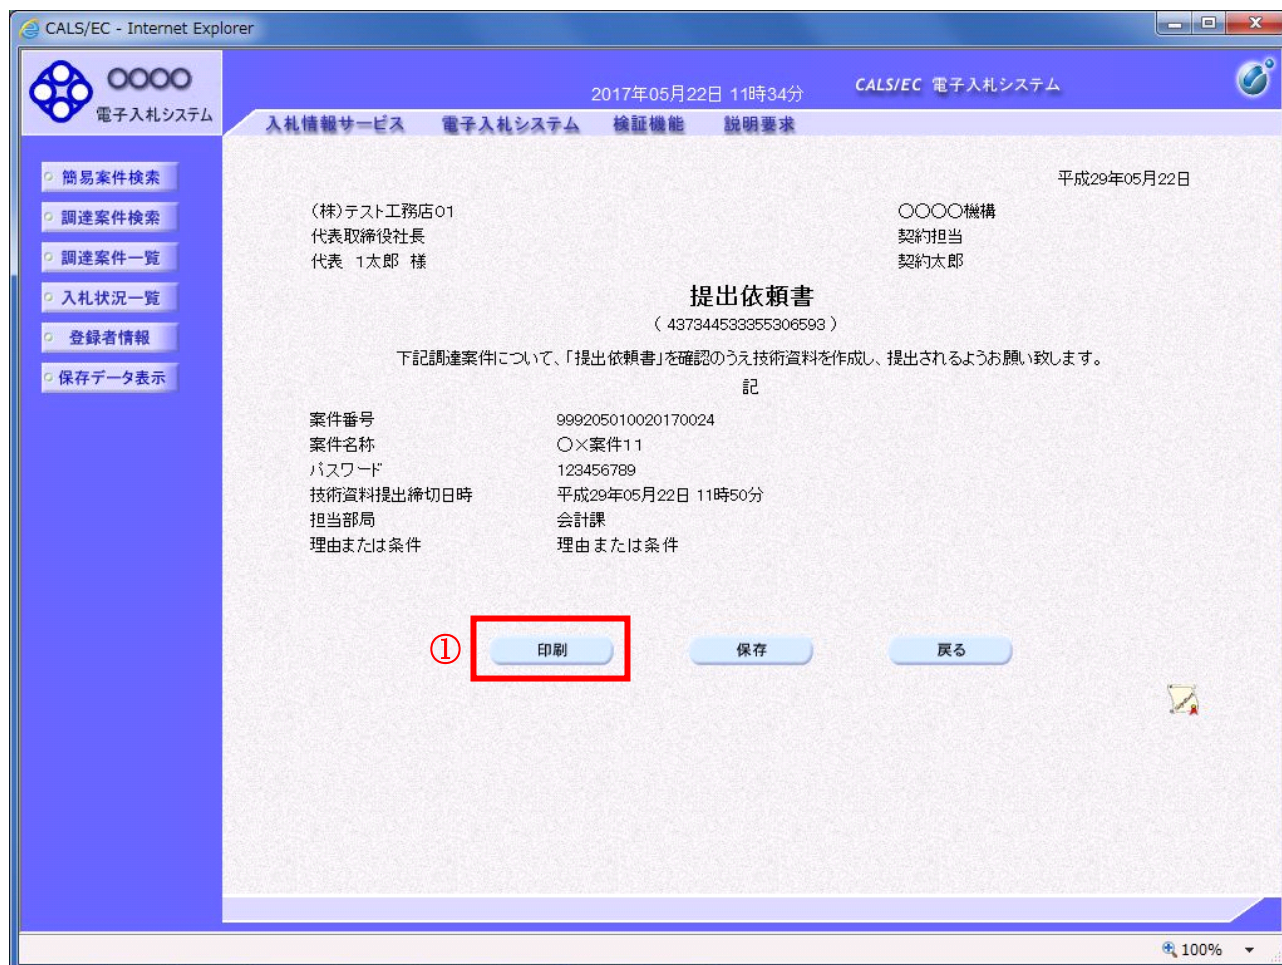 CALS/EC - Internet Explorer
〇〇〇〇
電子入札システム
2017年05月22日 11時34分
CALS/EC 電子入札システム
入札情報サービス 電子入札システム 検証機能 説明要求
簡易案件検索
調達案件検索
調達案件一覧
入札状況一覧
登録者情報
保存データ表示
平成29年05月22日
(株)テスト工務店01
代表取締役社長
代表 1太郎 様
〇〇〇〇機構
契約担当
契約太郎
提出依頼書
( 437344533355306593 )
下記調達案件について、「提出依頼書」を確認のうえ技術資料を作成し、提出されるようお願い致します。
記
案件番号 999205010020170024
案件名称 〇×案件11
パスワード 123456789
技術資料提出締切日時 平成29年05月22日 11時50分
担当部局 会計課
理由または条件 理由または条件
① 印刷 保存 戻る
100%